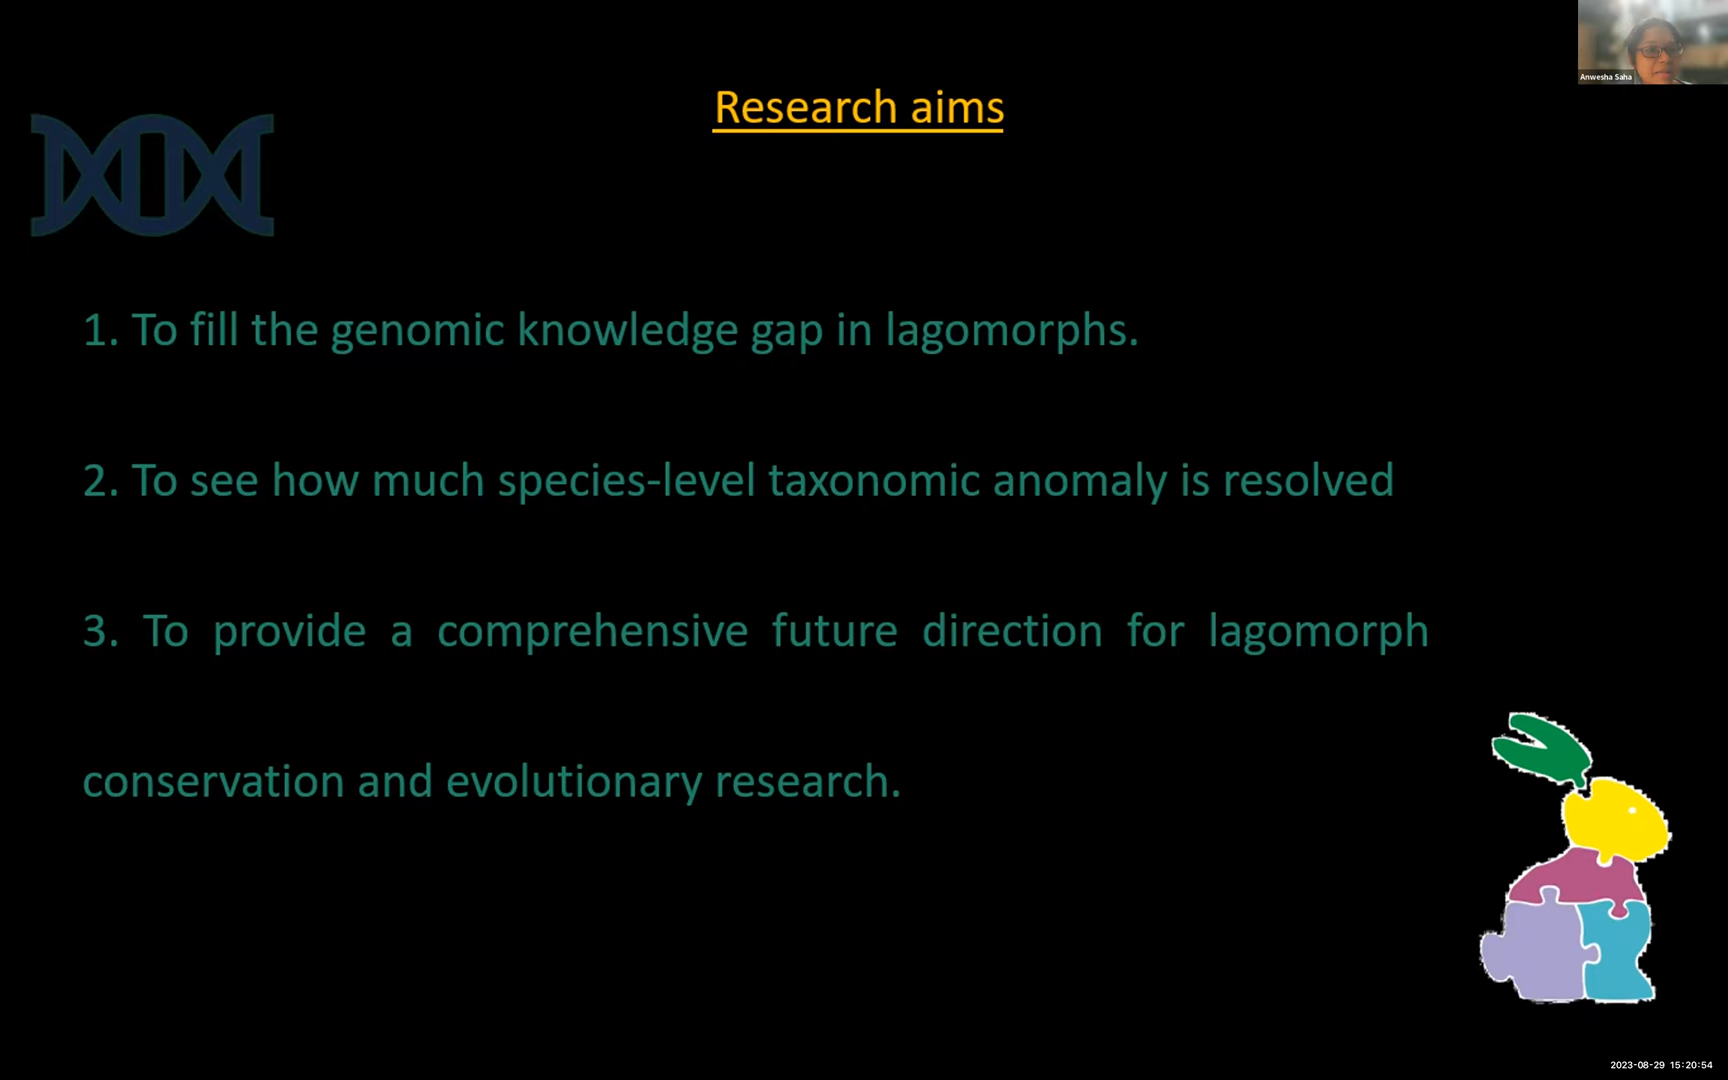 Anwesha Saha
Research aims
1. To fill the genomic knowledge gap in lagomorphs.
2. To see how much species-level taxonomic anomaly is resolved
3. To provide a comprehensive future direction for lagomorph
conservation and evolutionary research.
2023-08-29 15:20:54